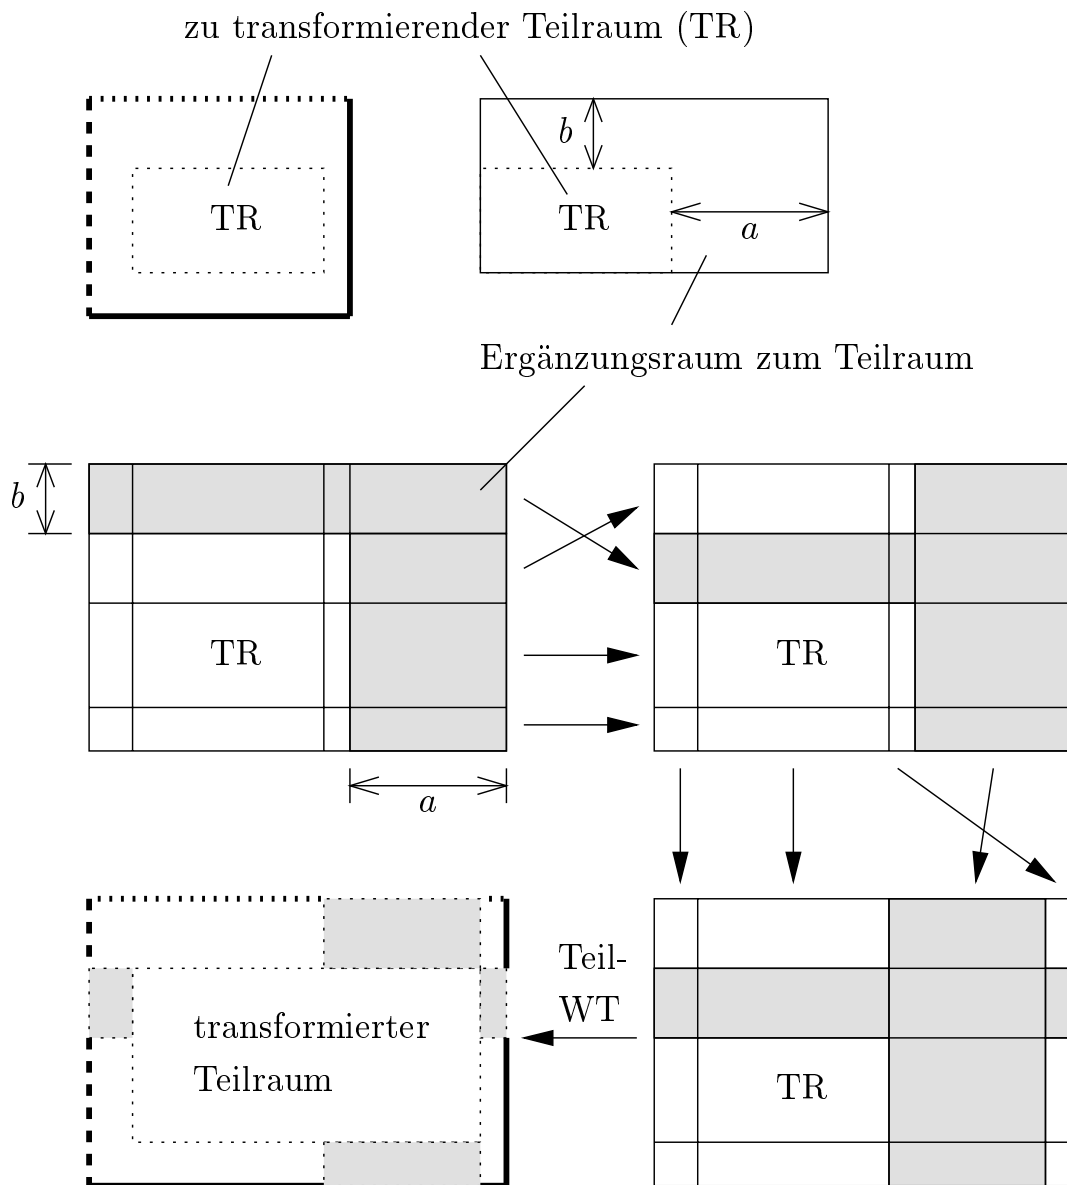 zu transformierender Teilraum (TR)
b
TR
TR
a
Ergänzungsraum zum Teilraum
b
TR
TR
a
Teil-
WT
transformierter
Teilraum
TR